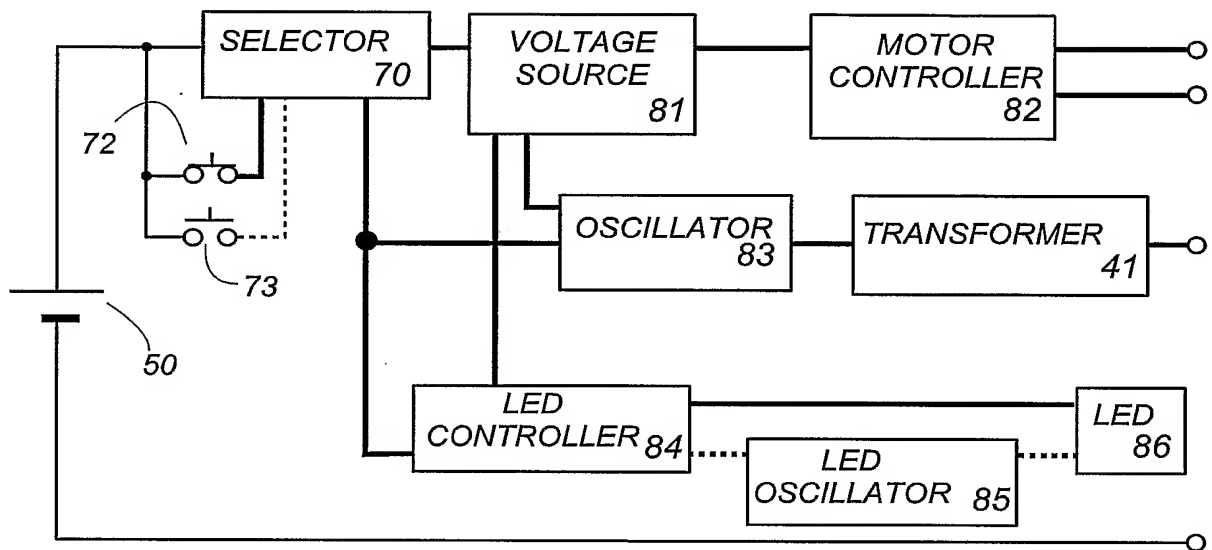 SELECTOR
70
VOLTAGE
SOURCE
81
MOTOR
CONTROLLER
82
72
73
50
OSCILLATOR
83
TRANSFORMER
41
LED
CONTROLLER
84
LED
OSCILLATOR
85
LED
86